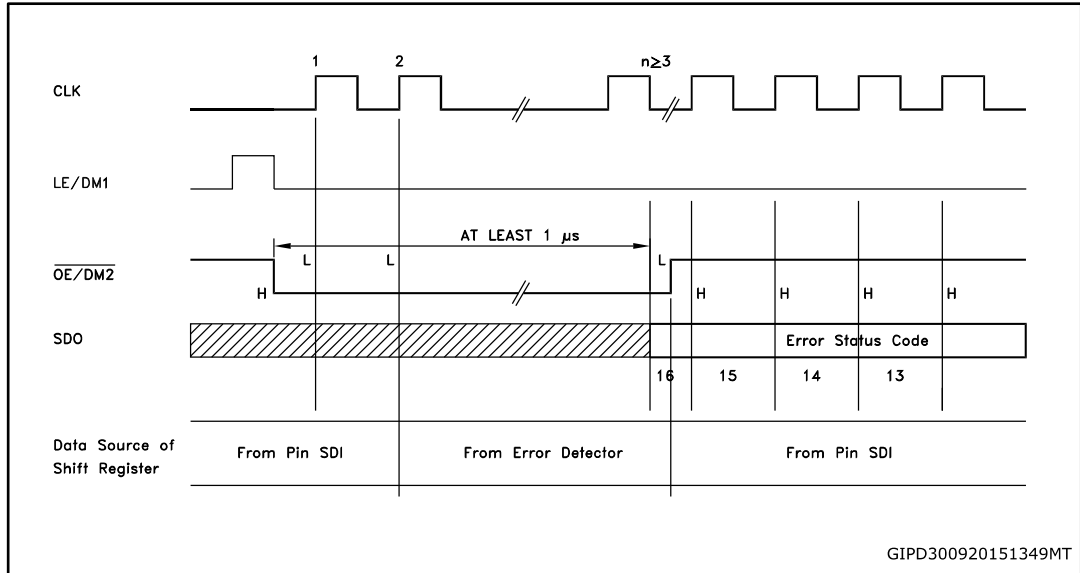 1 2 n≥3
CLK
LE/DM1
AT LEAST 1 µs
OE/DM2
L L L
H H H H H
SDO
Error Status Code
16 15 14 13
Data Source of
Shift Register
From Pin SDI From Error Detector From Pin SDI
GIPD300920151349MT